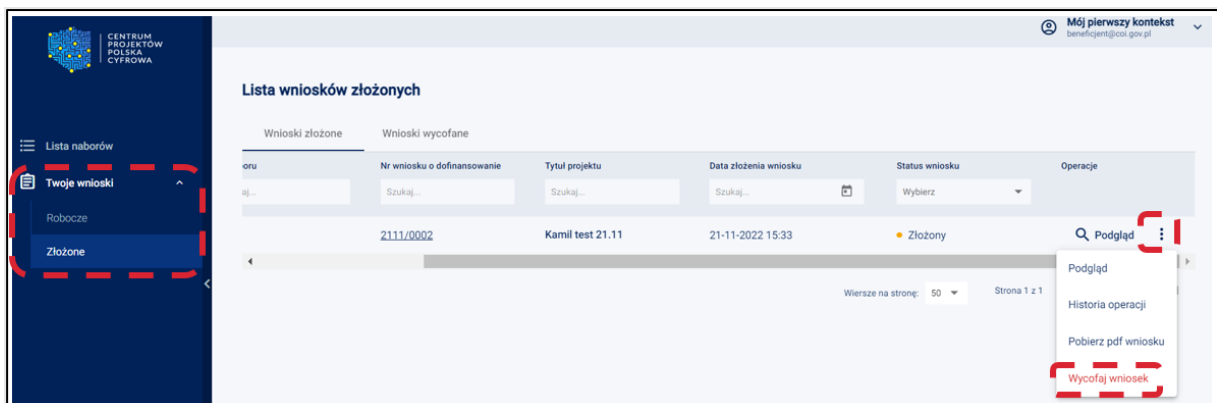 CENTRUM
PROJEKTÓW
POLSKA
CYFROWA
Mój pierwszy kontekst
beneficjent@coi.gov.pl
Lista naborów
Twoje wnioski
Robocze
Złożone
Lista wniosków złożonych
Wnioski złożone Wnioski wycofane
oru Nr wniosku o dofinansowanie Tytuł projektu Data złożenia wniosku Status wniosku Operacje
aj... Szukaj... Szukaj... Szukaj... Wybierz
2111/0002 Kamil test 21.11 21-11-2022 15:33 Złożony Podgląd
Wiersze na stronę: 50 Strona 1 z 1
Podgląd
Historia operacji
Pobierz pdf wniosku
Wycofaj wniosek